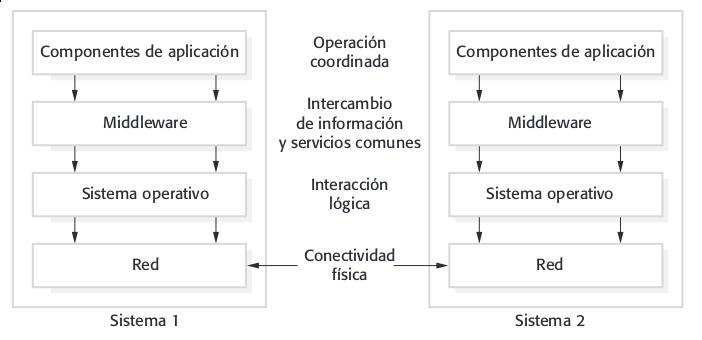 Componentes de aplicación
Operación
coordinada
Componentes de aplicación
Middleware
Intercambio
de información
y servicios comunes
Middleware
Sistema operativo
Interacción
lógica
Sistema operativo
Red
Conectividad
física
Red
Sistema 1
Sistema 2